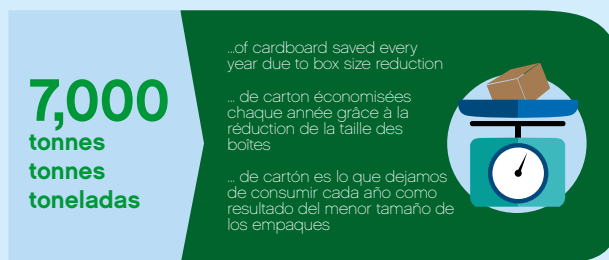 7,000
tonnes
tonnes
toneladas
...of cardboard saved every
year due to box size reduction
... de carton économisées
chaque année grâce à la
réduction de la taille des
boîtes
... de cartón es lo que dejamos
de consumir cada año como
resultado del menor tamaño de
los empaques